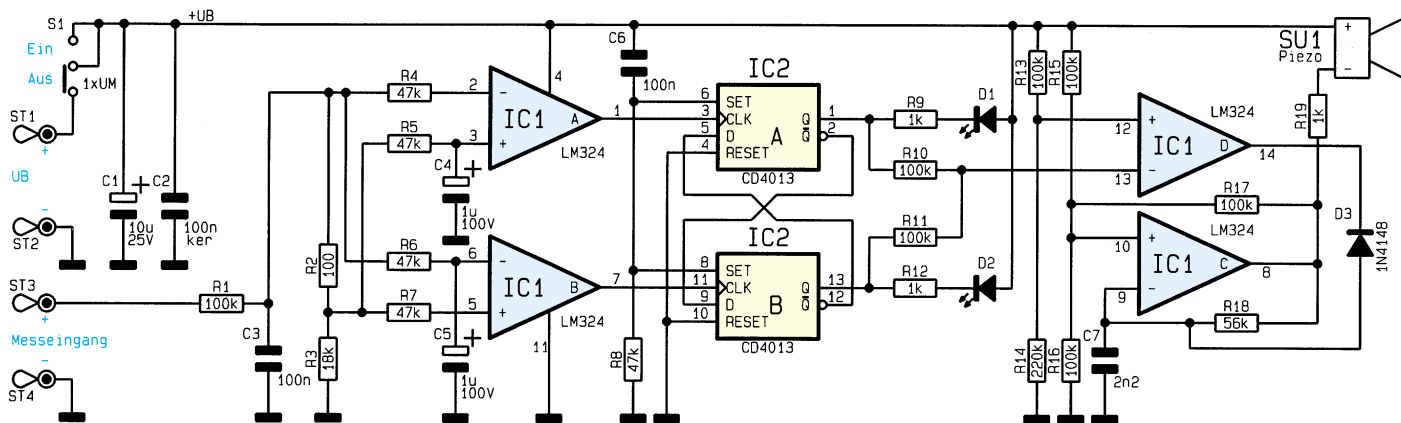 S1
+UB
Ein
Aus
1xUM
ST1
+
UB
-
ST2
C1
+
10u
25V
C2
100n
ker
ST3
+
Messeingang
-
ST4
R1
100k
C3
100n
R2
100
R3
18k
R4
47k
R5
47k
C4
+
1u
100V
R6
47k
R7
47k
C5
+
1u
100V
2
-
3
+
IC1
A
4
1
LM324
6
-
5
+
IC1
B
7
11
LM324
C6
100n
R8
47k
IC2
6
SET
3
CLK
5
D
4
RESET
A
Q
1
Q
2
CD4013
IC2
8
SET
11
CLK
9
D
10
RESET
B
Q
13
Q
12
CD4013
R9
1k
D1
R10
100k
R11
100k
R12
1k
D2
R13
100k
R15
100k
R14
220k
R16
100k
12
+
13
-
IC1
D
14
LM324
R17
100k
10
+
9
-
IC1
C
8
LM324
R18
56k
C7
2n2
SU1
Piezo
+
-
R19
1k
D3
1N4148